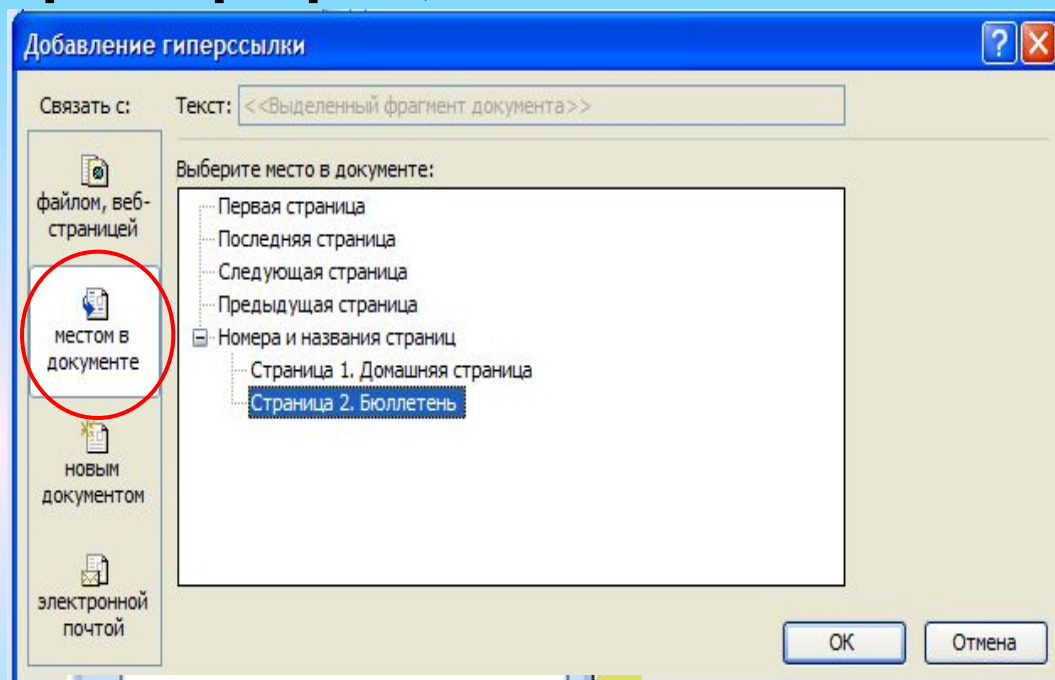 Добавление гиперссылки
Связать с:
Текст: <<Выделенный фрагмент документа>>
Выберите место в документе:
файлом, веб-
страницей
местом в
документе
новым
документом
электронной
почтой
Первая страница
Последняя страница
Следующая страница
Предыдущая страница
Номера и названия страниц
Страница 1. Домашняя страница
Страница 2. Бюллетень
ОК
Отмена